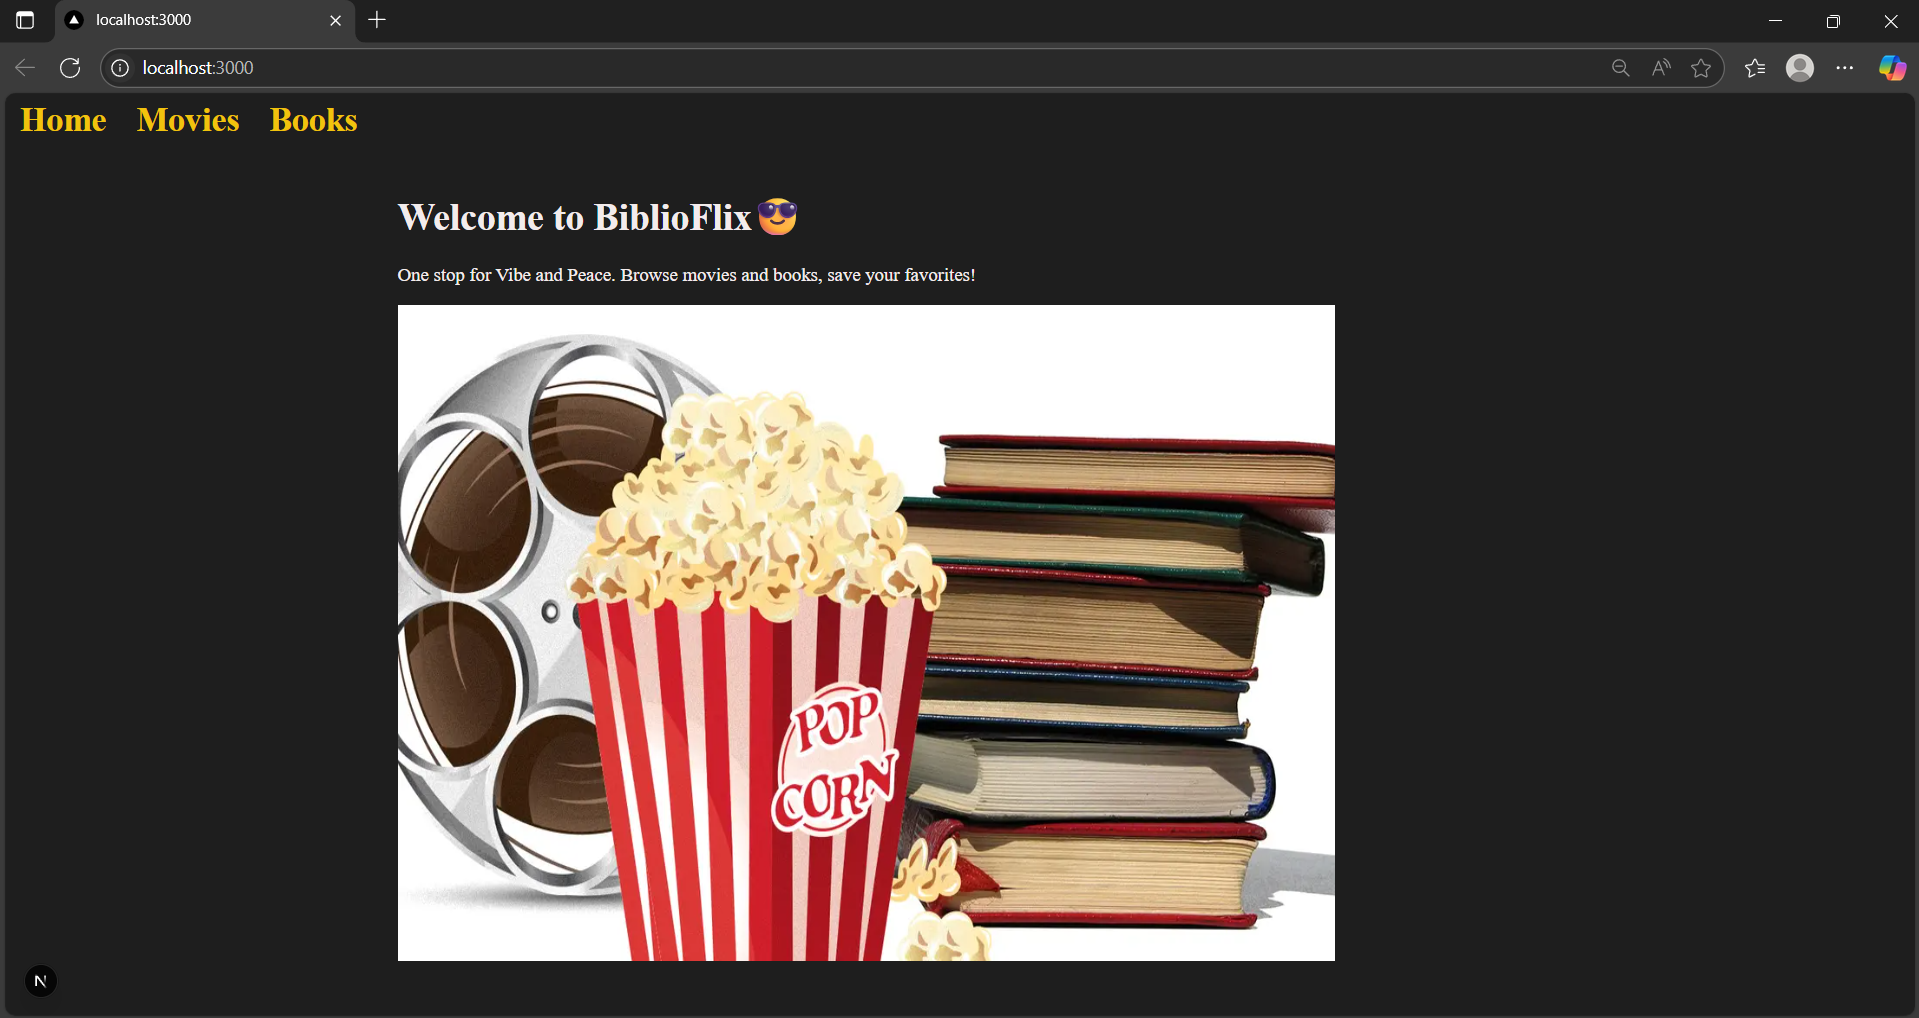 localhost:3000
localhost:3000
Home Movies Books
Welcome to BiblioFlix😎
One stop for Vibe and Peace. Browse movies and books, save your favorites!
POP
CORN
N